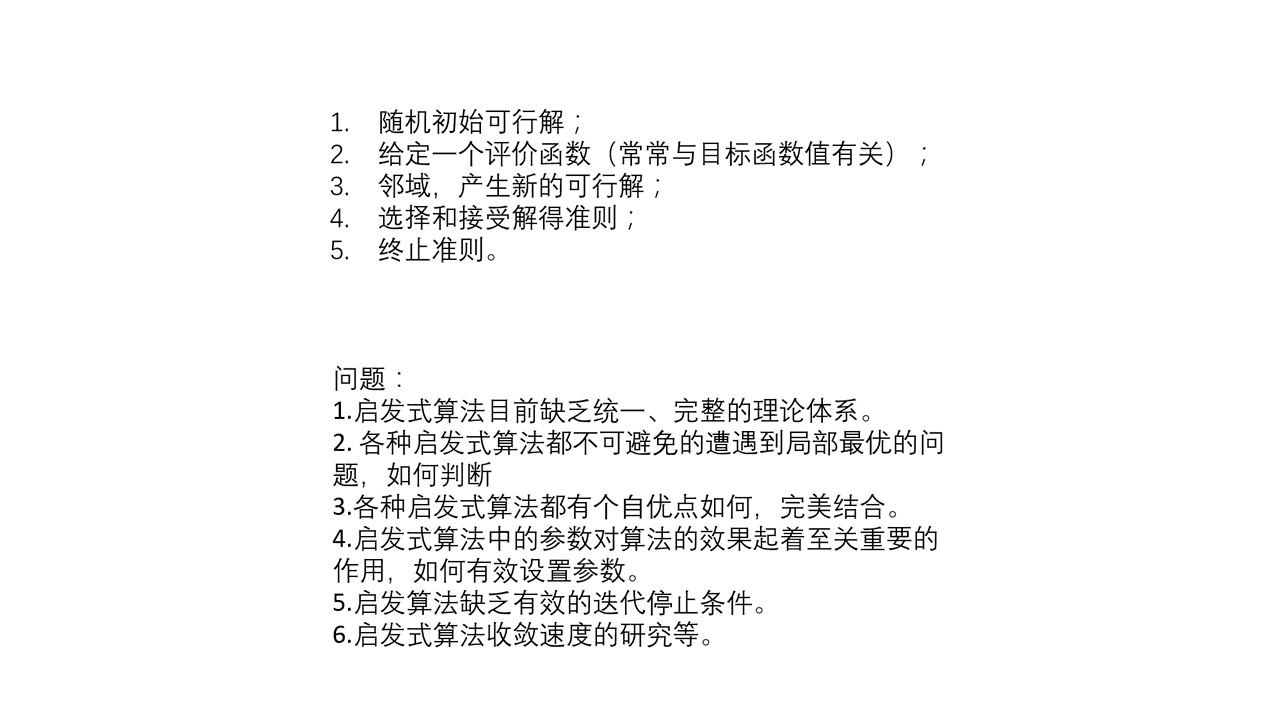 1. 随机初始可行解；
2. 给定一个评价函数（常常与目标函数值有关）；
3. 邻域，产生新的可行解；
4. 选择和接受解得准则；
5. 终止准则。
问题：
1.启发式算法目前缺乏统一、完整的理论体系。
2. 各种启发式算法都不可避免的遭遇到局部最优的问
题，如何判断
3.各种启发式算法都有个自优点如何，完美结合。
4.启发式算法中的参数对算法的效果起着至关重要的
作用，如何有效设置参数。
5.启发算法缺乏有效的迭代停止条件。
6.启发式算法收敛速度的研究等。